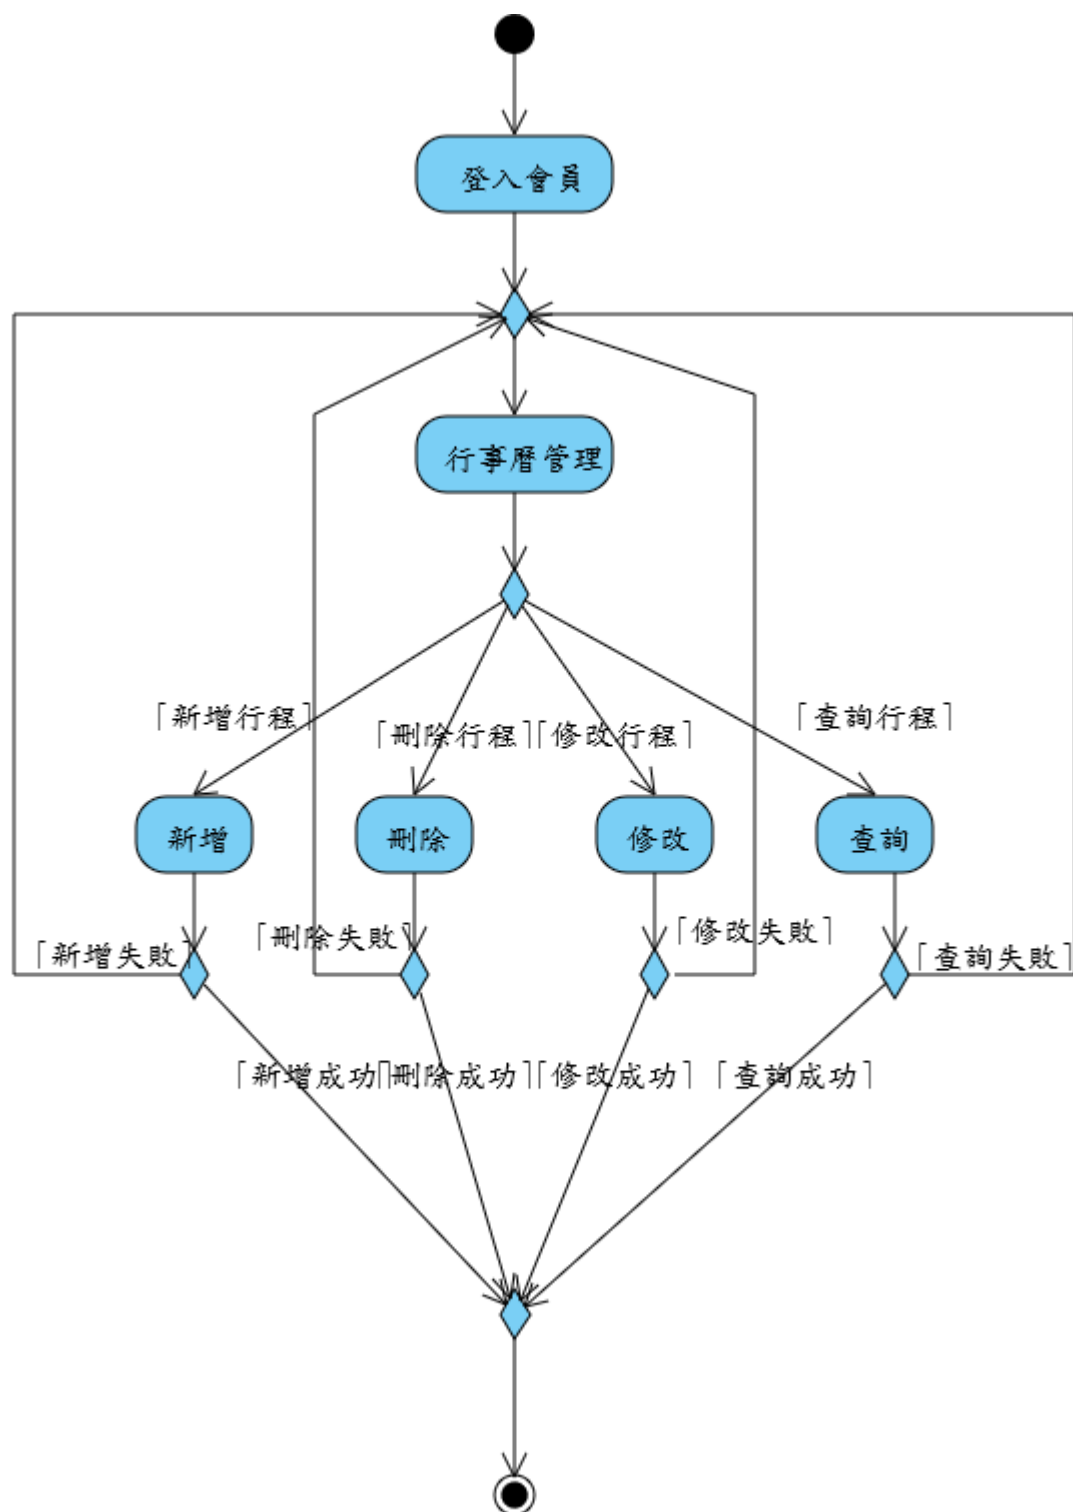 登入會員
行事曆管理
「新增行程」
「刪除行程」
「修改行程」
「查詢行程」
新增
刪除
修改
查詢
「新增失敗」
「刪除失敗」
「修改失敗」
「查詢失敗」
「新增成功」
「刪除成功」
「修改成功」
「查詢成功」